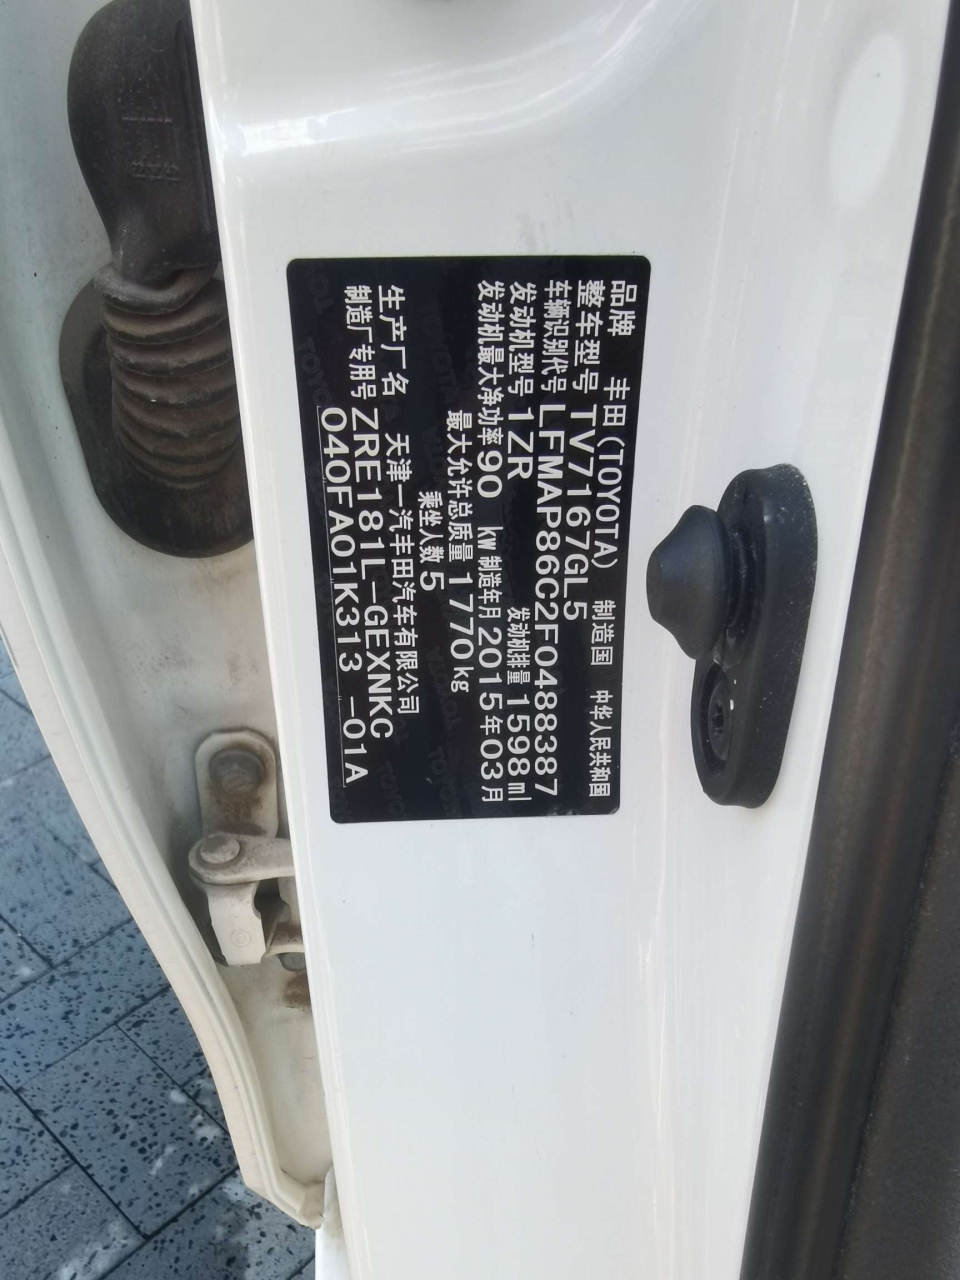 品牌 丰田(TOYOTA) 制造国 中华人民共和国
整车型号 TV7167GL5
车辆识别代号 LFMAP86C2F0488387
发动机型号 1ZR 发动机排量 1598ml
发动机最大净功率 90 kw 制造年月 2015年03月
最大允许总质量 1770kg
乘坐人数 5
生产厂名 天津一汽丰田汽车有限公司
制造厂专用号 ZRE181L-GEXNKC
040FA01K313 -01A